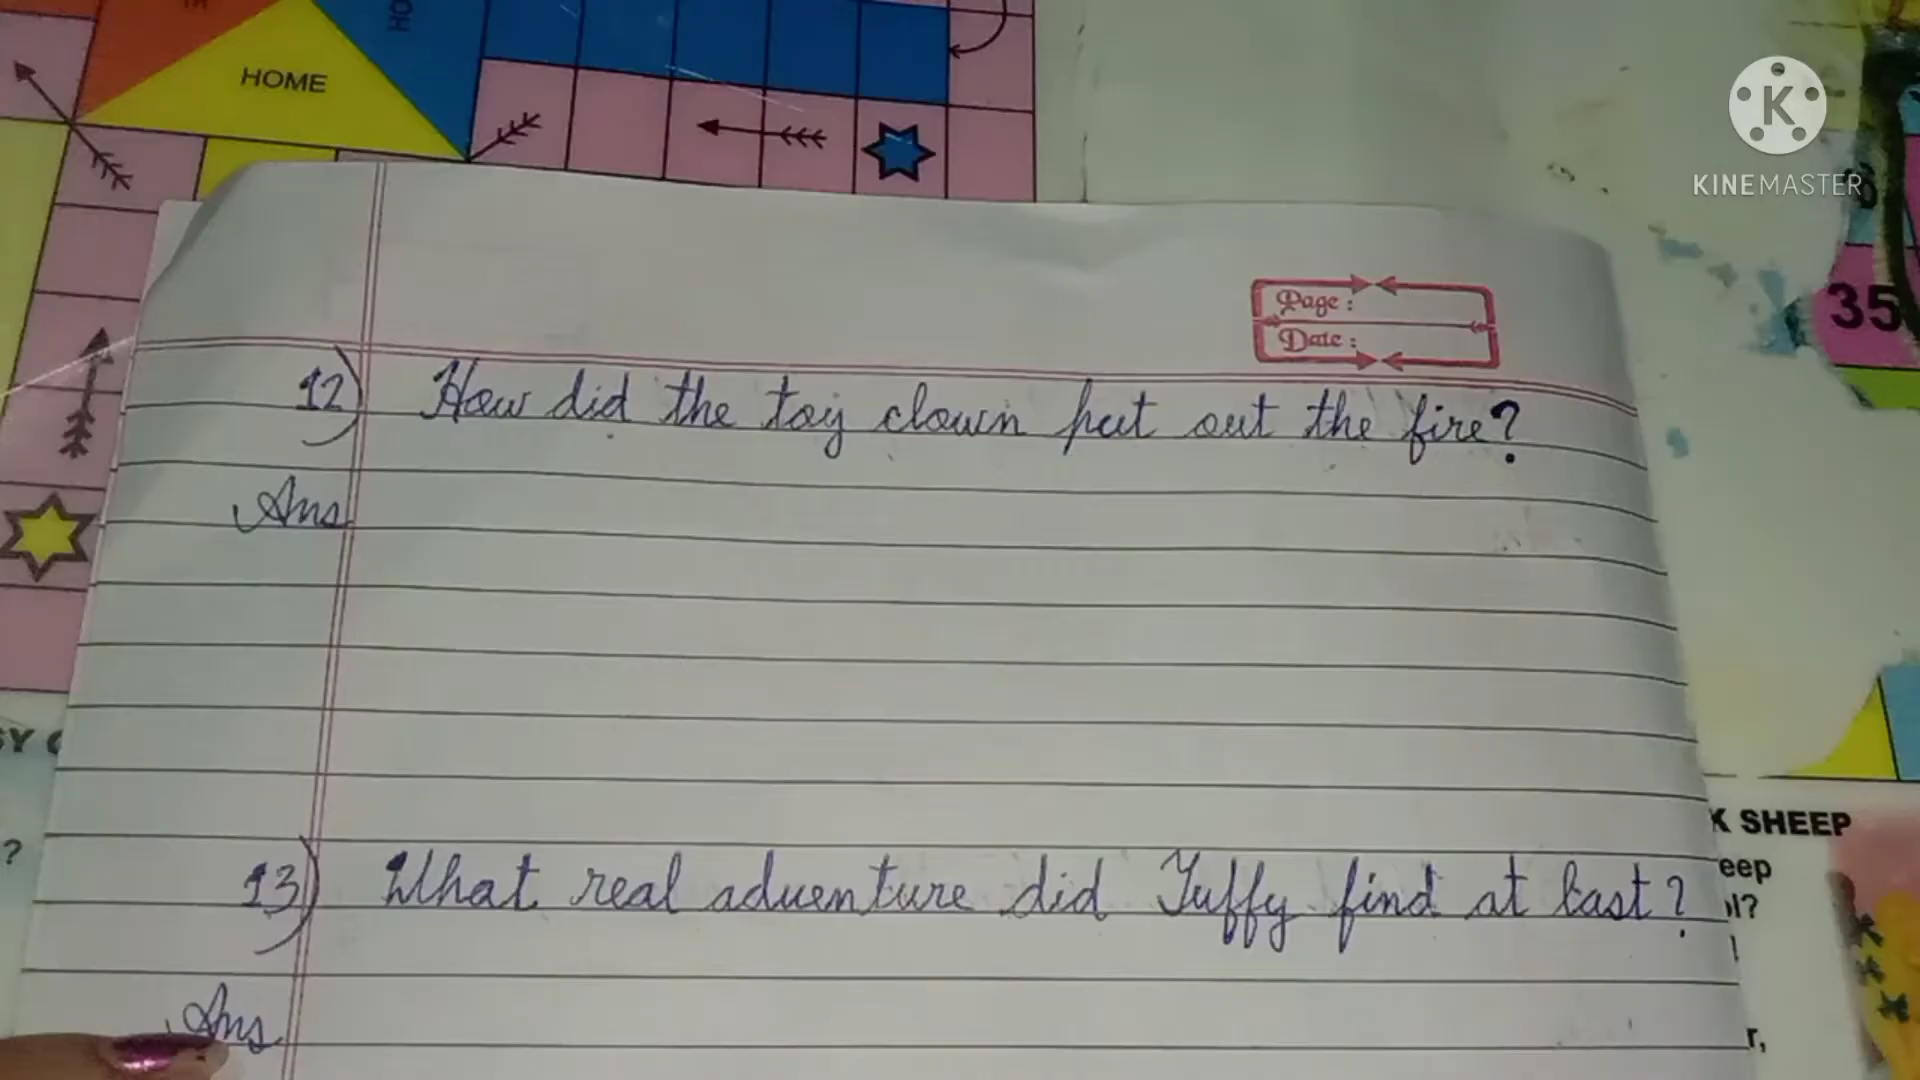 HOME
HO
K
KINEMASTER
35
Page :
Date :
12) How did the toy clown put out the fire?
Ans
13) What real adventure did Tuffy find at last?
Ans
K SHEEP
eep
?